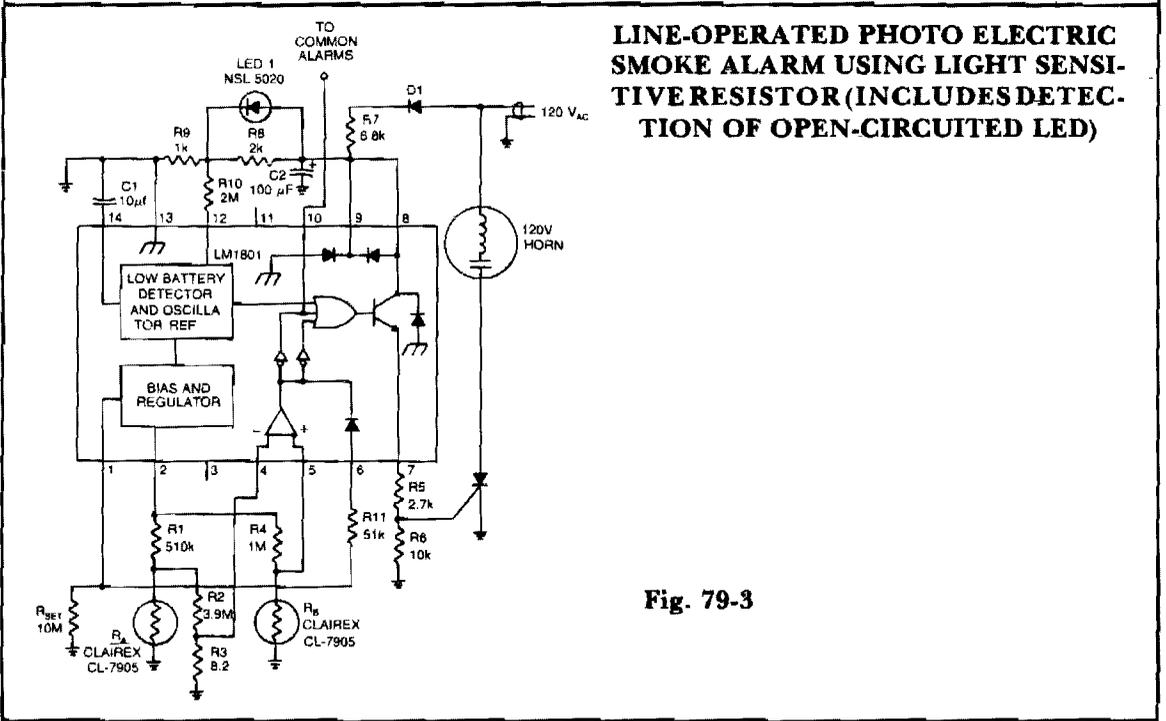 LINE-OPERATED PHOTO ELECTRIC
SMOKE ALARM USING LIGHT SENSI-
TIVE RESISTOR (INCLUDES DETEC-
TION OF OPEN-CIRCUITED LED)
TO
COMMON
ALARMS
LED 1
NSL 5020
D1
120 VAC
R7
6.8k
R9
1k
R8
2k
C2
100 µF
+
R10
2M
C1
10µf
14
13
12
11
10
9
8
LM1801
120V
HORN
LOW BATTERY
DETECTOR
AND OSCILLA
TOR REF
BIAS AND
REGULATOR
-
+
1
2
3
4
5
6
7
R5
2.7k
R1
510k
R4
1M
R11
51k
R6
10k
RSET
10M
R2
3.9M
RA
CLAIREX
CL-7905
RB
CLAIREX
CL-7905
R3
8.2
Fig. 79-3